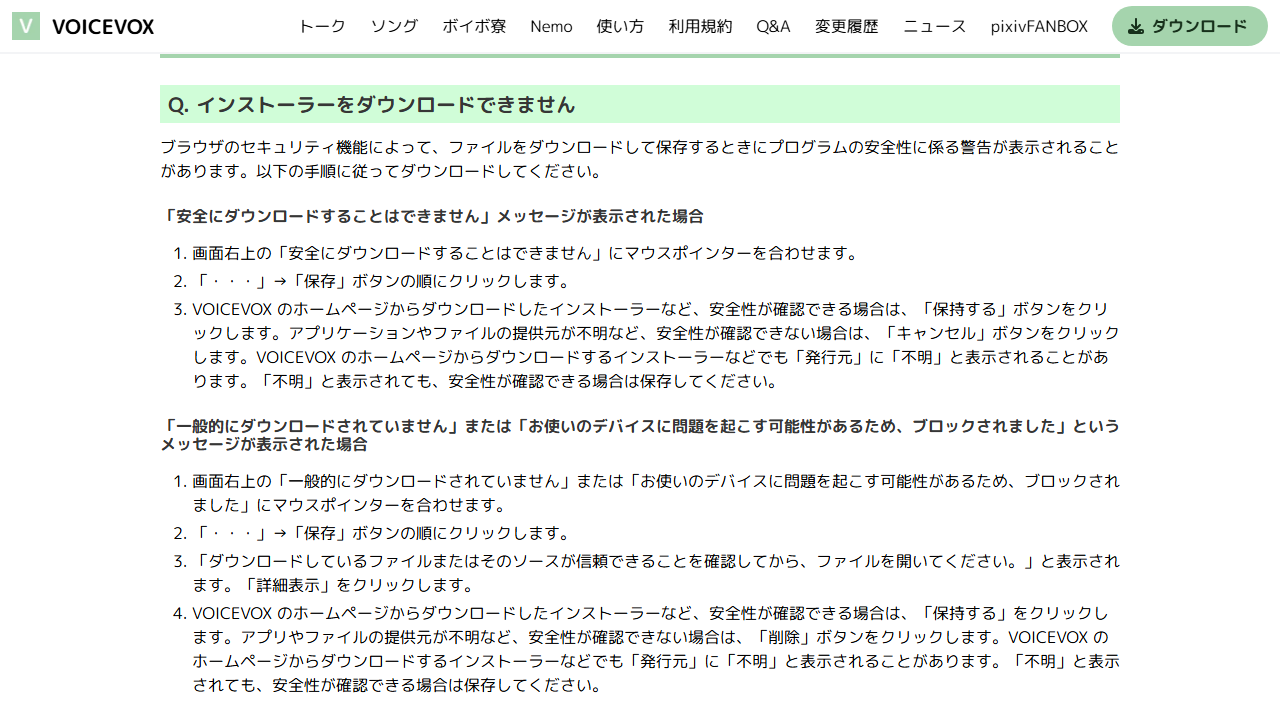 V VOICEVOX トーク ソング ボイボ寮 Nemo 使い方 利用規約 Q&A 変更履歴 ニュース pixivFANBOX ダウンロード
Q. インストーラーをダウンロードできません
ブラウザのセキュリティ機能によって、ファイルをダウンロードして保存するときにプログラムの安全性に係る警告が表示されること
があります。以下の手順に従ってダウンロードしてください。
「安全にダウンロードすることはできません」メッセージが表示された場合
1. 画面右上の「安全にダウンロードすることはできません」にマウスポインターを合わせます。
2. 「・・・」→「保存」ボタンの順にクリックします。
3. VOICEVOX のホームページからダウンロードしたインストーラーなど、安全性が確認できる場合は、「保持する」ボタンをクリ
ックします。アプリケーションやファイルの提供元が不明など、安全性が確認できない場合は、「キャンセル」ボタンをクリック
します。VOICEVOX のホームページからダウンロードするインストーラーなどでも「発行元」に「不明」と表示されることがあ
ります。「不明」と表示されても、安全性が確認できる場合は保存してください。
「一般的にダウンロードされていません」または「お使いのデバイスに問題を起こす可能性があるため、ブロックされました」という
メッセージが表示された場合
1. 画面右上の「一般的にダウンロードされていません」または「お使いのデバイスに問題を起こす可能性があるため、ブロックされ
ました」にマウスポインターを合わせます。
2. 「・・・」→「保存」ボタンの順にクリックします。
3. 「ダウンロードしているファイルまたはそのソースが信頼できることを確認してから、ファイルを開いてください。」と表示され
ます。「詳細表示」をクリックします。
4. VOICEVOX のホームページからダウンロードしたインストーラーなど、安全性が確認できる場合は、「保持する」をクリックし
ます。アプリやファイルの提供元が不明など、安全性が確認できない場合は、「削除」ボタンをクリックします。VOICEVOX の
ホームページからダウンロードするインストーラーなどでも「発行元」に「不明」と表示されることがあります。「不明」と表示
されても、安全性が確認できる場合は保存してください。